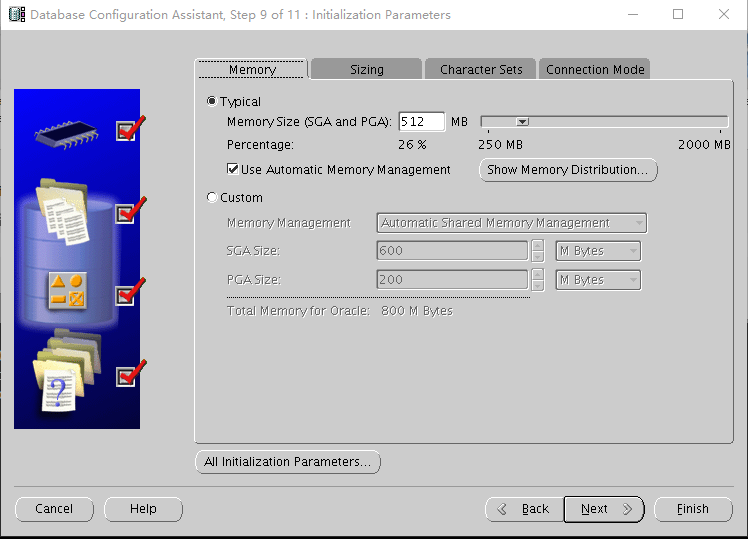 Database Configuration Assistant, Step 9 of 11 : Initialization Parameters
Memory Sizing Character Sets Connection Mode
Typical
Memory Size (SGA and PGA): 512 MB
Percentage: 26 % 250 MB 2000 MB
Use Automatic Memory Management Show Memory Distribution...
Custom
Memory Management Automatic Shared Memory Management
SGA Size: 600 M Bytes
PGA Size: 200 M Bytes
Total Memory for Oracle: 800 M Bytes
?
All Initialization Parameters...
Cancel Help Back Next Finish